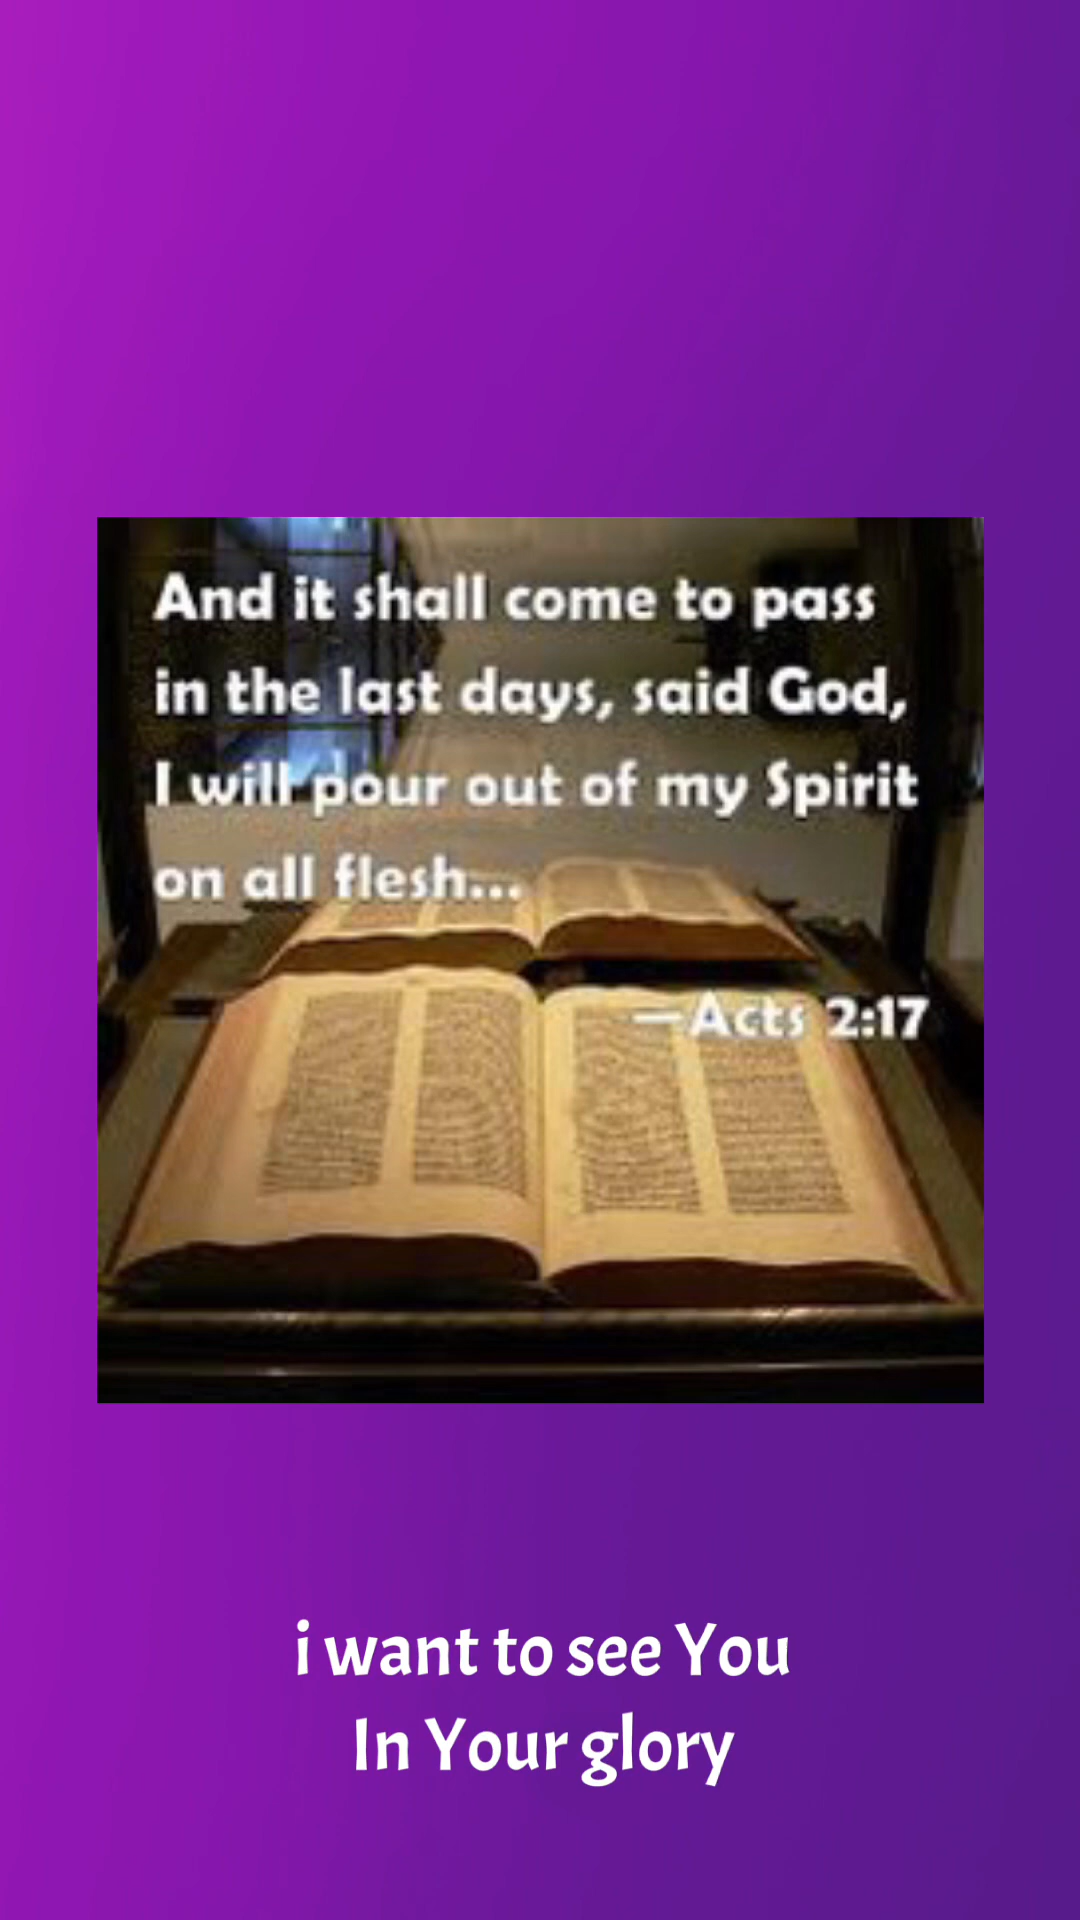 And it shall come to pass
in the last days, said God,
I will pour out of my Spirit
on all flesh...
—Acts 2:17
i want to see You
In Your glory